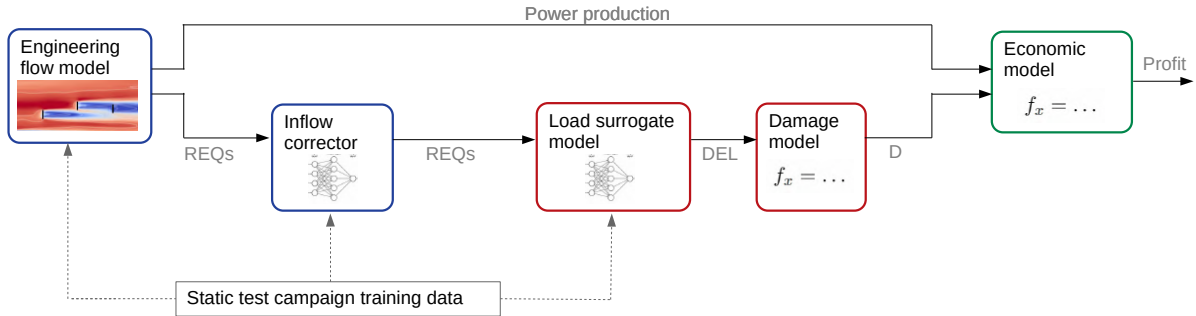 Power production
Engineering
flow model
Economic
model
Profit
f_x = ...
Inflow
corrector
Load surrogate
model
Damage
model
f_x = ...
REQs
REQs
DEL
D
Static test campaign training data